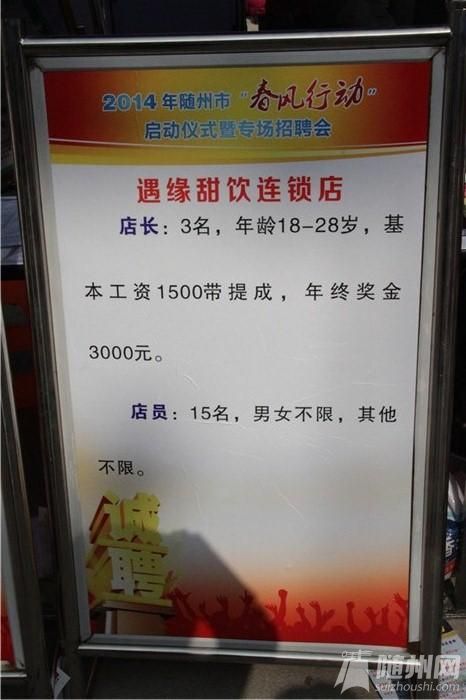 2014年随州市“春风行动”
启动仪式暨专场招聘会
遇缘甜饮连锁店
店长：3名，年龄18-28岁，基
本工资1500带提成，年终奖金
3000元。
店员：15名，男女不限，其他
不限。
诚
聘
随州网
suizhoushi.com